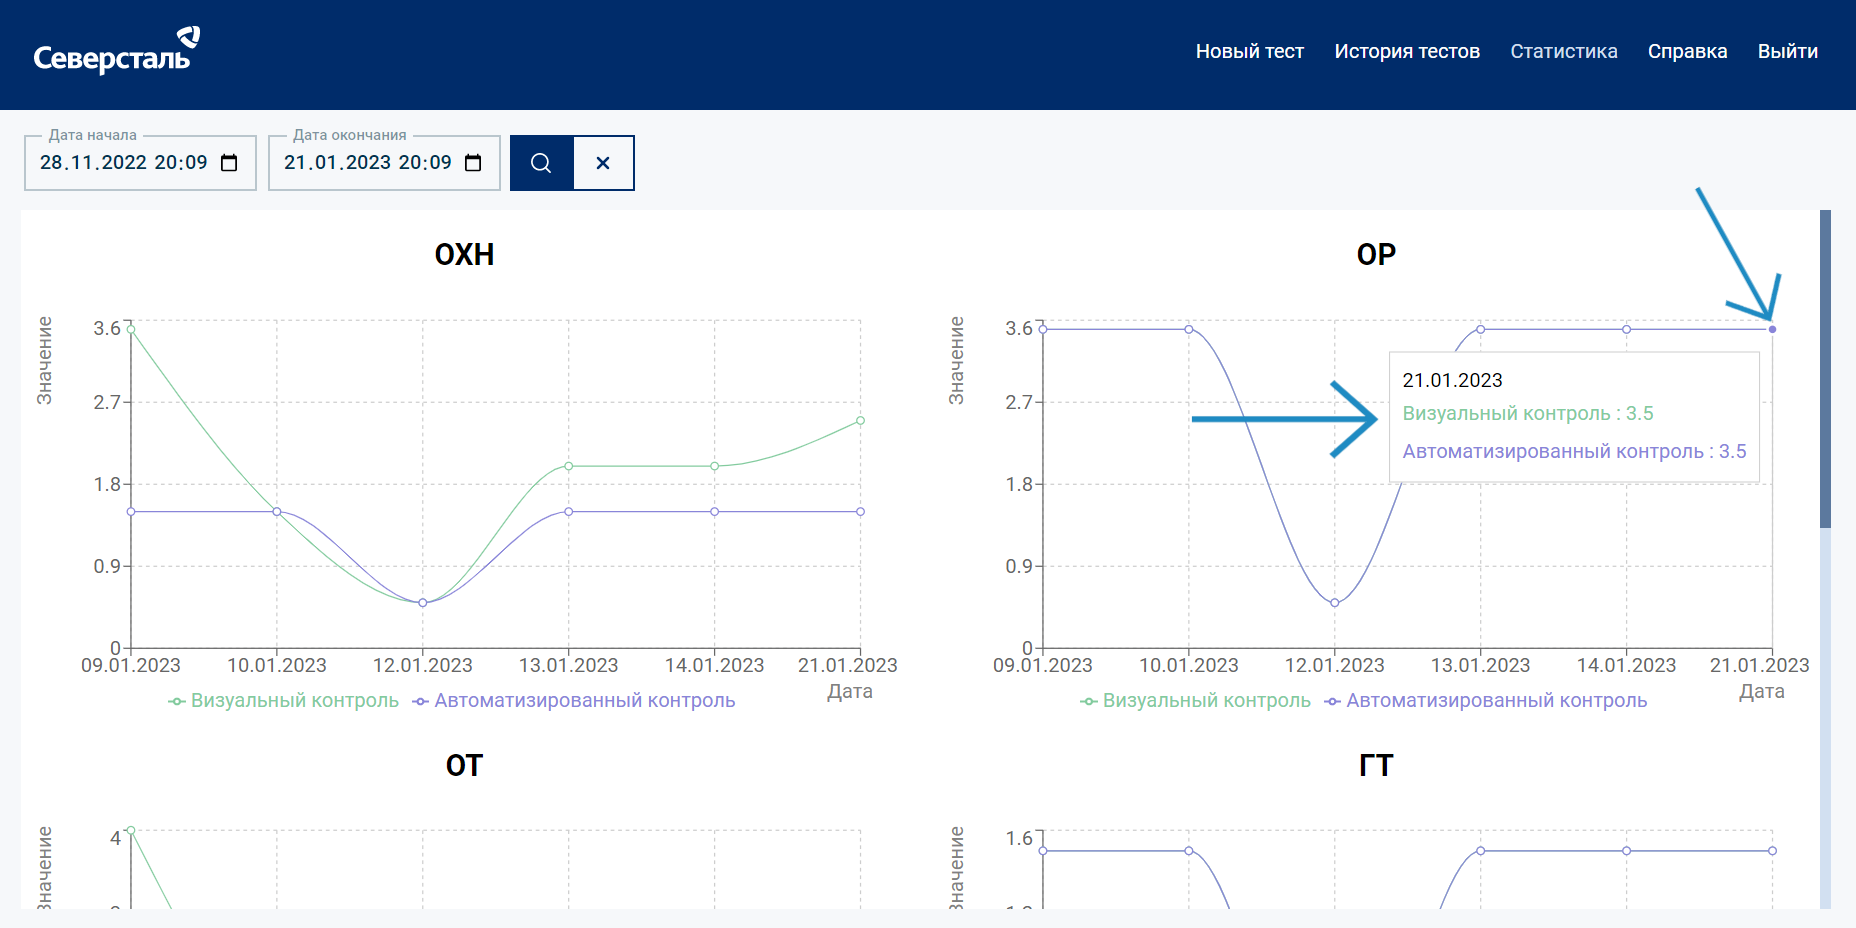 Северсталь
Новый тест История тестов Статистика Справка Выйти
Дата начала
28.11.2022 20:09
Дата окончания
21.01.2023 20:09
ОХН
Значение
3.6
2.7
1.8
0.9
0
09.01.2023 10.01.2023 12.01.2023 13.01.2023 14.01.2023 21.01.2023
Дата
Визуальный контроль Автоматизированный контроль
ОР
Значение
3.6
2.7
1.8
0.9
0
21.01.2023
Визуальный контроль : 3.5
Автоматизированный контроль : 3.5
09.01.2023 10.01.2023 12.01.2023 13.01.2023 14.01.2023 21.01.2023
Дата
Визуальный контроль Автоматизированный контроль
ОТ
Значение
4
ГТ
Значение
1.6